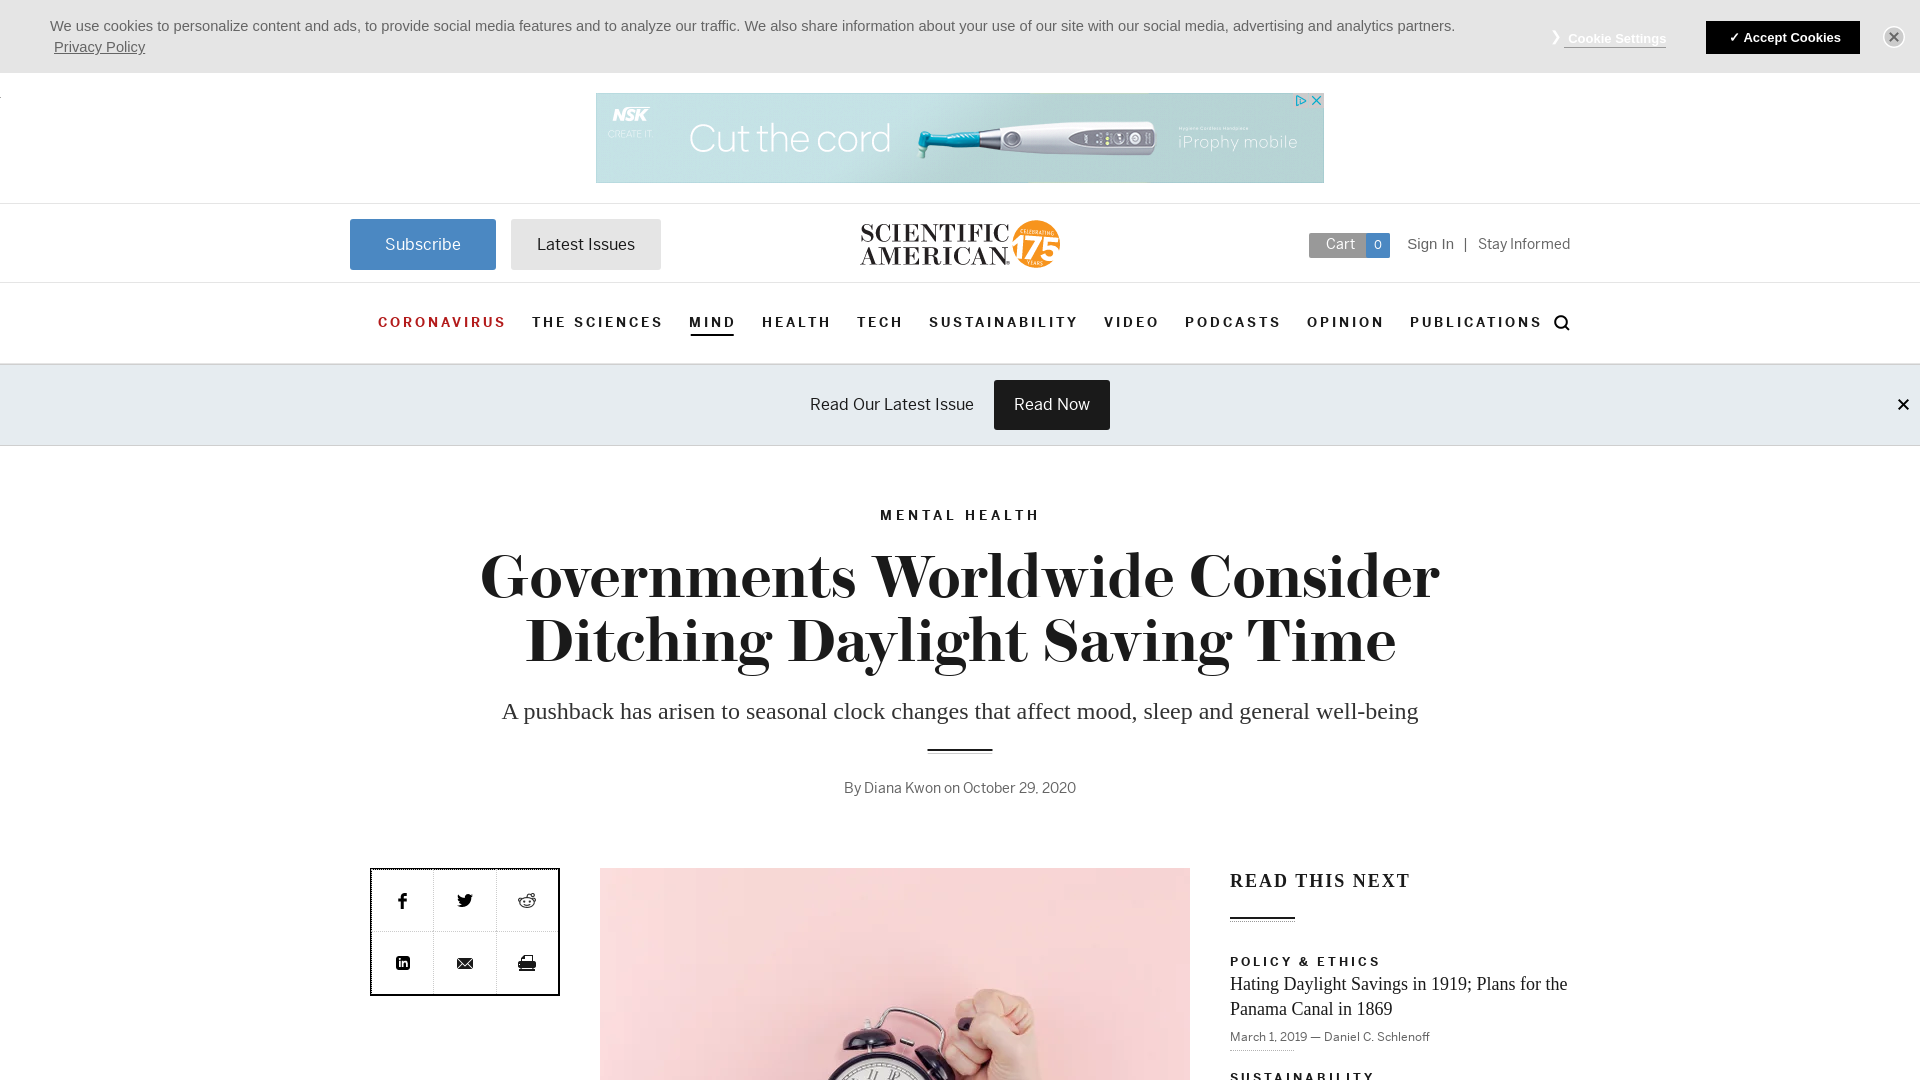 We use cookies to personalize content and ads, to provide social media features and to analyze our traffic. We also share information about your use of our site with our social media, advertising and analytics partners.
Privacy Policy
❯ Cookie Settings
✓ Accept Cookies
NSK
CREATE IT
Cut the cord
iProphy mobile
Subscribe
Latest Issues
SCIENTIFIC
AMERICAN
CELEBRATING
175
YEARS
Cart 0
Sign In | Stay Informed
CORONAVIRUS THE SCIENCES MIND HEALTH TECH SUSTAINABILITY VIDEO PODCASTS OPINION PUBLICATIONS
Read Our Latest Issue
Read Now
MENTAL HEALTH
Governments Worldwide Consider
Ditching Daylight Saving Time
A pushback has arisen to seasonal clock changes that affect mood, sleep and general well-being
By Diana Kwon on October 29, 2020
READ THIS NEXT
POLICY & ETHICS
Hating Daylight Savings in 1919; Plans for the
Panama Canal in 1869
March 1, 2019 — Daniel C. Schlenoff
SUSTAINABILITY